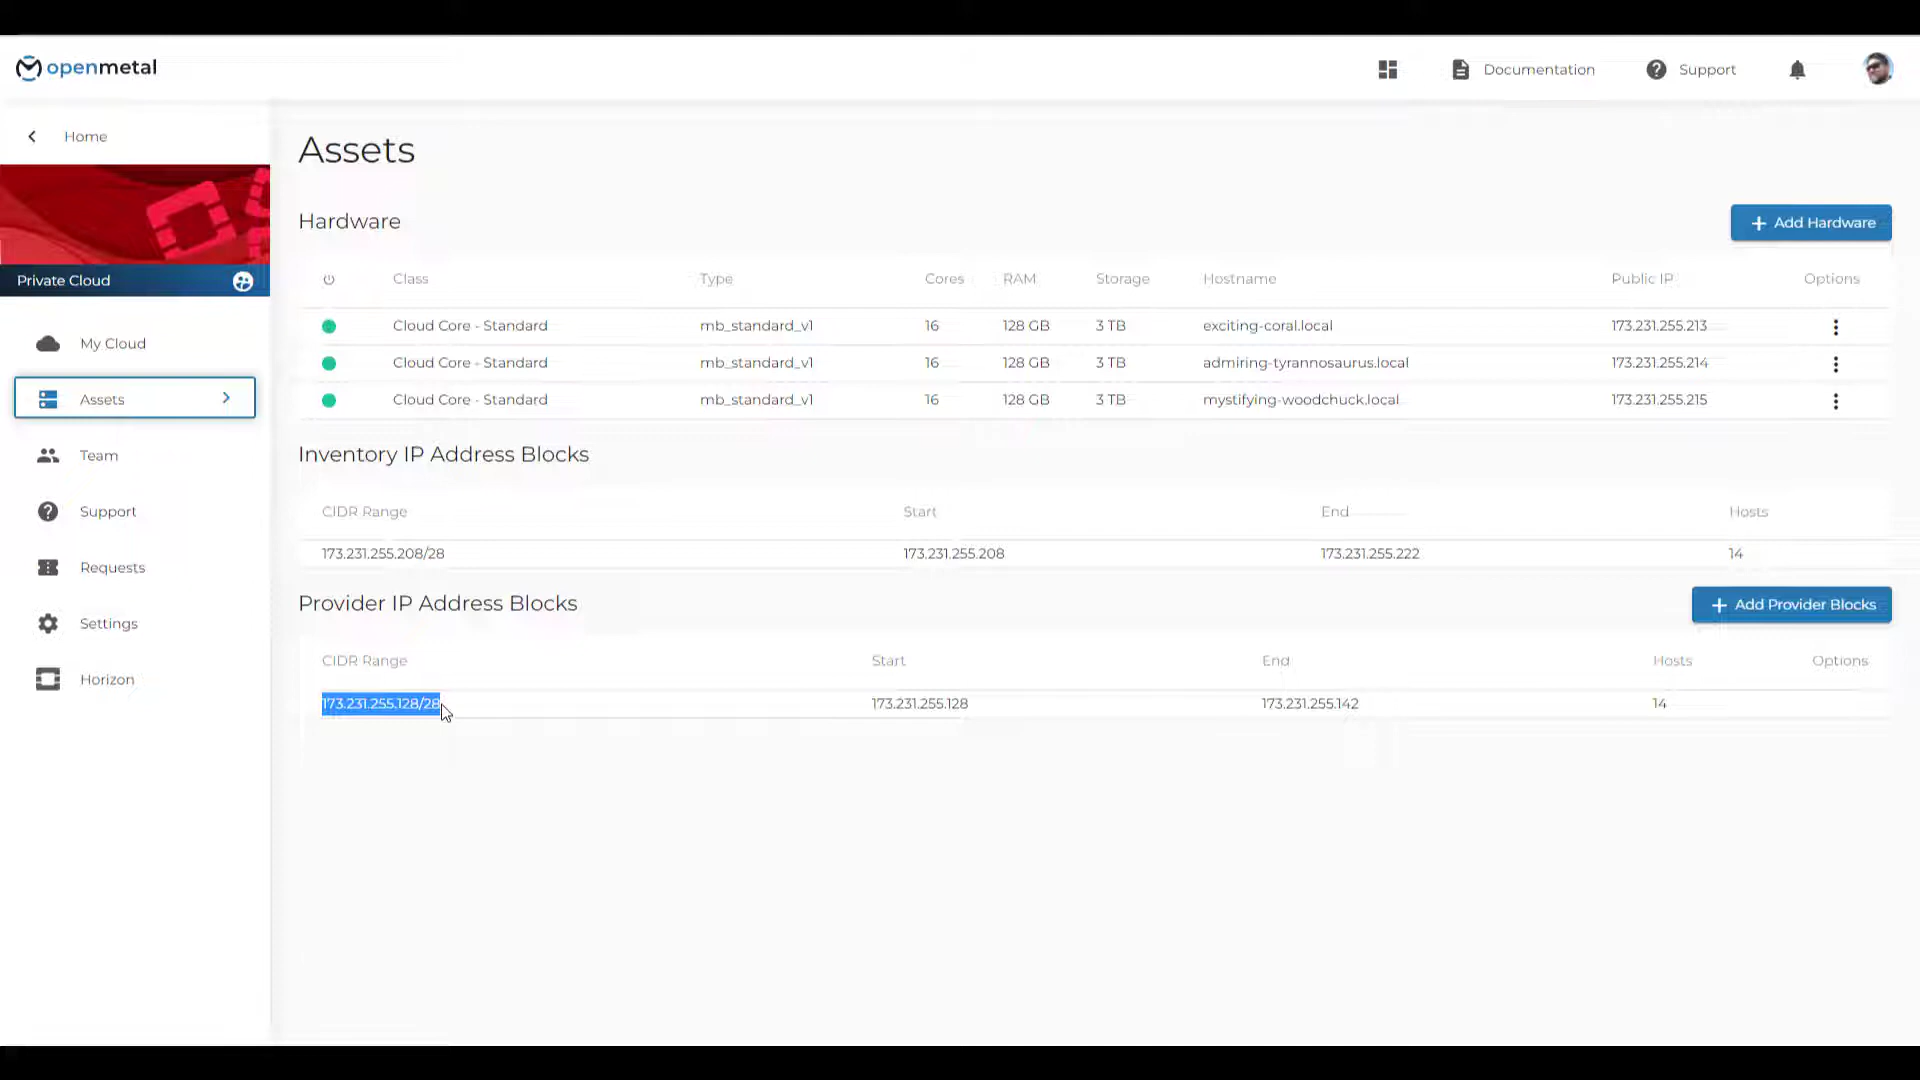 openmetal
Documentation
Support
Home
Private Cloud
My Cloud
Assets
Team
Support
Requests
Settings
Horizon
Assets
Hardware
Add Hardware
Class Type Cores RAM Storage Hostname Public IP Options
Cloud Core - Standard mb_standard_v1 16 128 GB 3 TB exciting-coral.local 173.231.255.213
Cloud Core - Standard mb_standard_v1 16 128 GB 3 TB admiring-tyrannosaurus.local 173.231.255.214
Cloud Core - Standard mb_standard_v1 16 128 GB 3 TB mystifying-woodchuck.local 173.231.255.215
Inventory IP Address Blocks
CIDR Range Start End Hosts
173.231.255.208/28 173.231.255.208 173.231.255.222 14
Provider IP Address Blocks
Add Provider Blocks
CIDR Range Start End Hosts Options
173.231.255.128/28 173.231.255.128 173.231.255.142 14